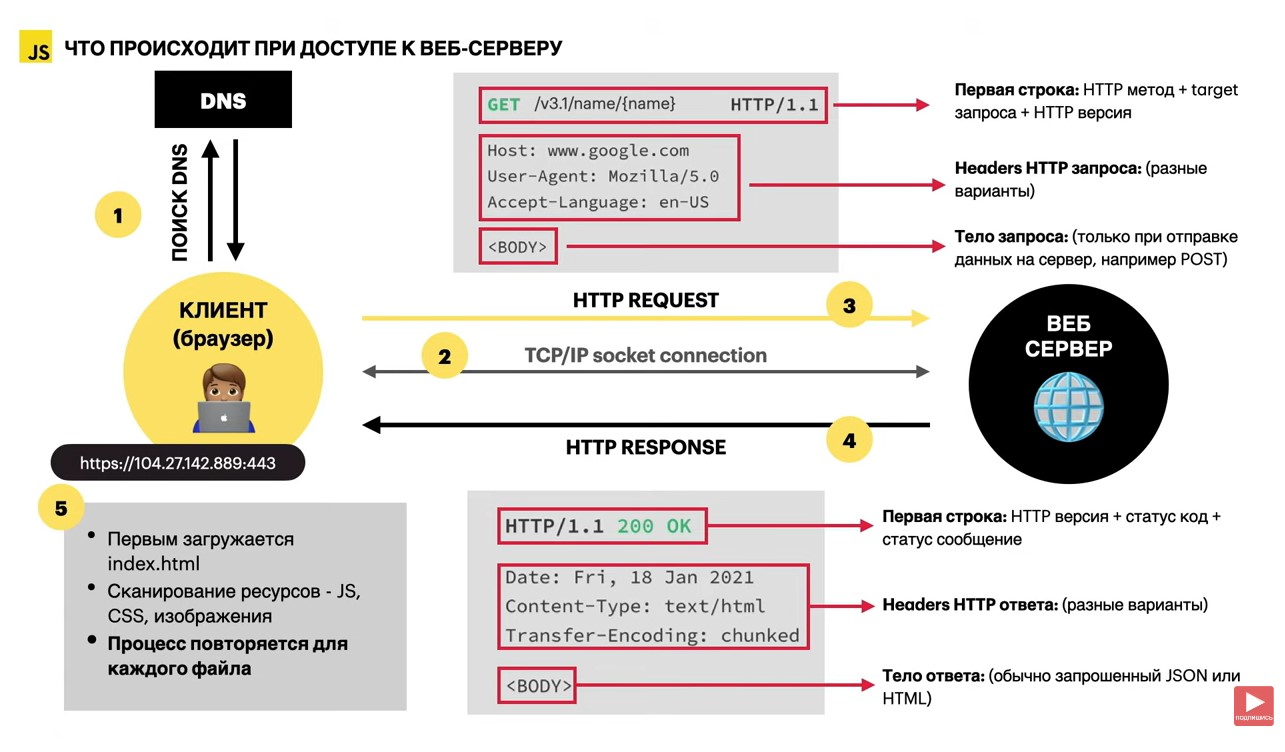 JS ЧТО ПРОИСХОДИТ ПРИ ДОСТУПЕ К ВЕБ-СЕРВЕРУ
DNS
ПОИСК DNS
1
КЛИЕНТ
(браузер)
https://104.27.142.889:443
GET /v3.1/name/{name} HTTP/1.1
Host: www.google.com
User-Agent: Mozilla/5.0
Accept-Language: en-US
<BODY>
Первая строка: HTTP метод + target
запроса + HTTP версия
Headers HTTP запроса: (разные
варианты)
Тело запроса: (только при отправке
данных на сервер, например POST)
HTTP REQUEST
3
2
TCP/IP socket connection
4
HTTP RESPONSE
ВЕБ
СЕРВЕР
5
• Первым загружается
index.html
• Сканирование ресурсов - JS,
CSS, изображения
• Процесс повторяется для
каждого файла
HTTP/1.1 200 OK
Date: Fri, 18 Jan 2021
Content-Type: text/html
Transfer-Encoding: chunked
<BODY>
Первая строка: HTTP версия + статус код +
статус сообщение
Headers HTTP ответа: (разные варианты)
Тело ответа: (обычно запрошенный JSON или
HTML)
подпишись